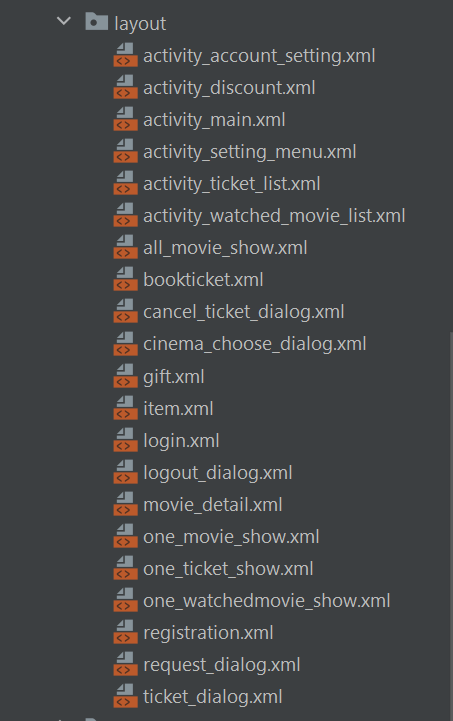 layout
activity_account_setting.xml
activity_discount.xml
activity_main.xml
activity_setting_menu.xml
activity_ticket_list.xml
activity_watched_movie_list.xml
all_movie_show.xml
bookticket.xml
cancel_ticket_dialog.xml
cinema_choose_dialog.xml
gift.xml
item.xml
login.xml
logout_dialog.xml
movie_detail.xml
one_movie_show.xml
one_ticket_show.xml
one_watchedmovie_show.xml
registration.xml
request_dialog.xml
ticket_dialog.xml